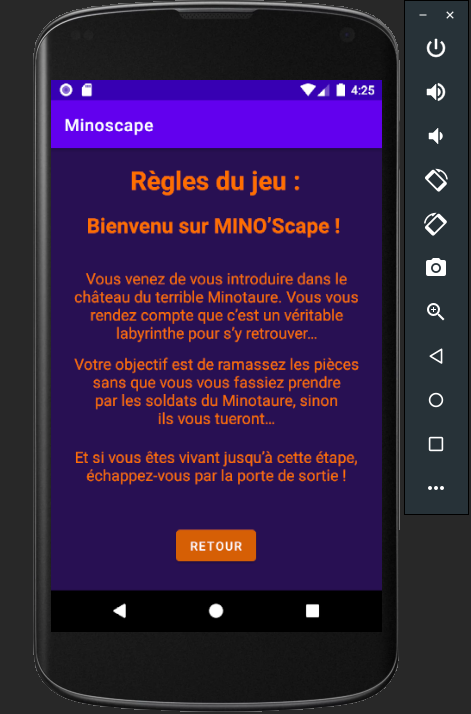 4:25
Minoscape
Règles du jeu :
Bienvenu sur MINO’Scape !
Vous venez de vous introduire dans le
château du terrible Minotaure. Vous vous
rendez compte que c’est un véritable
labyrinthe pour s’y retrouver…
Votre objectif est de ramassez les pièces
sans que vous vous fassiez prendre
par les soldats du Minotaure, sinon
ils vous tueront…
Et si vous êtes vivant jusqu’à cette étape,
échappez-vous par la porte de sortie !
RETOUR